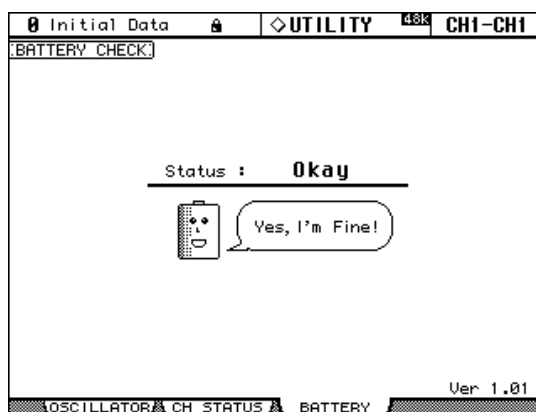 0 Initial Data ◇UTILITY 48K CH1-CH1
BATTERY CHECK
Status : Okay
Yes, I'm Fine!
Ver 1.01
OSCILLATOR CH STATUS BATTERY